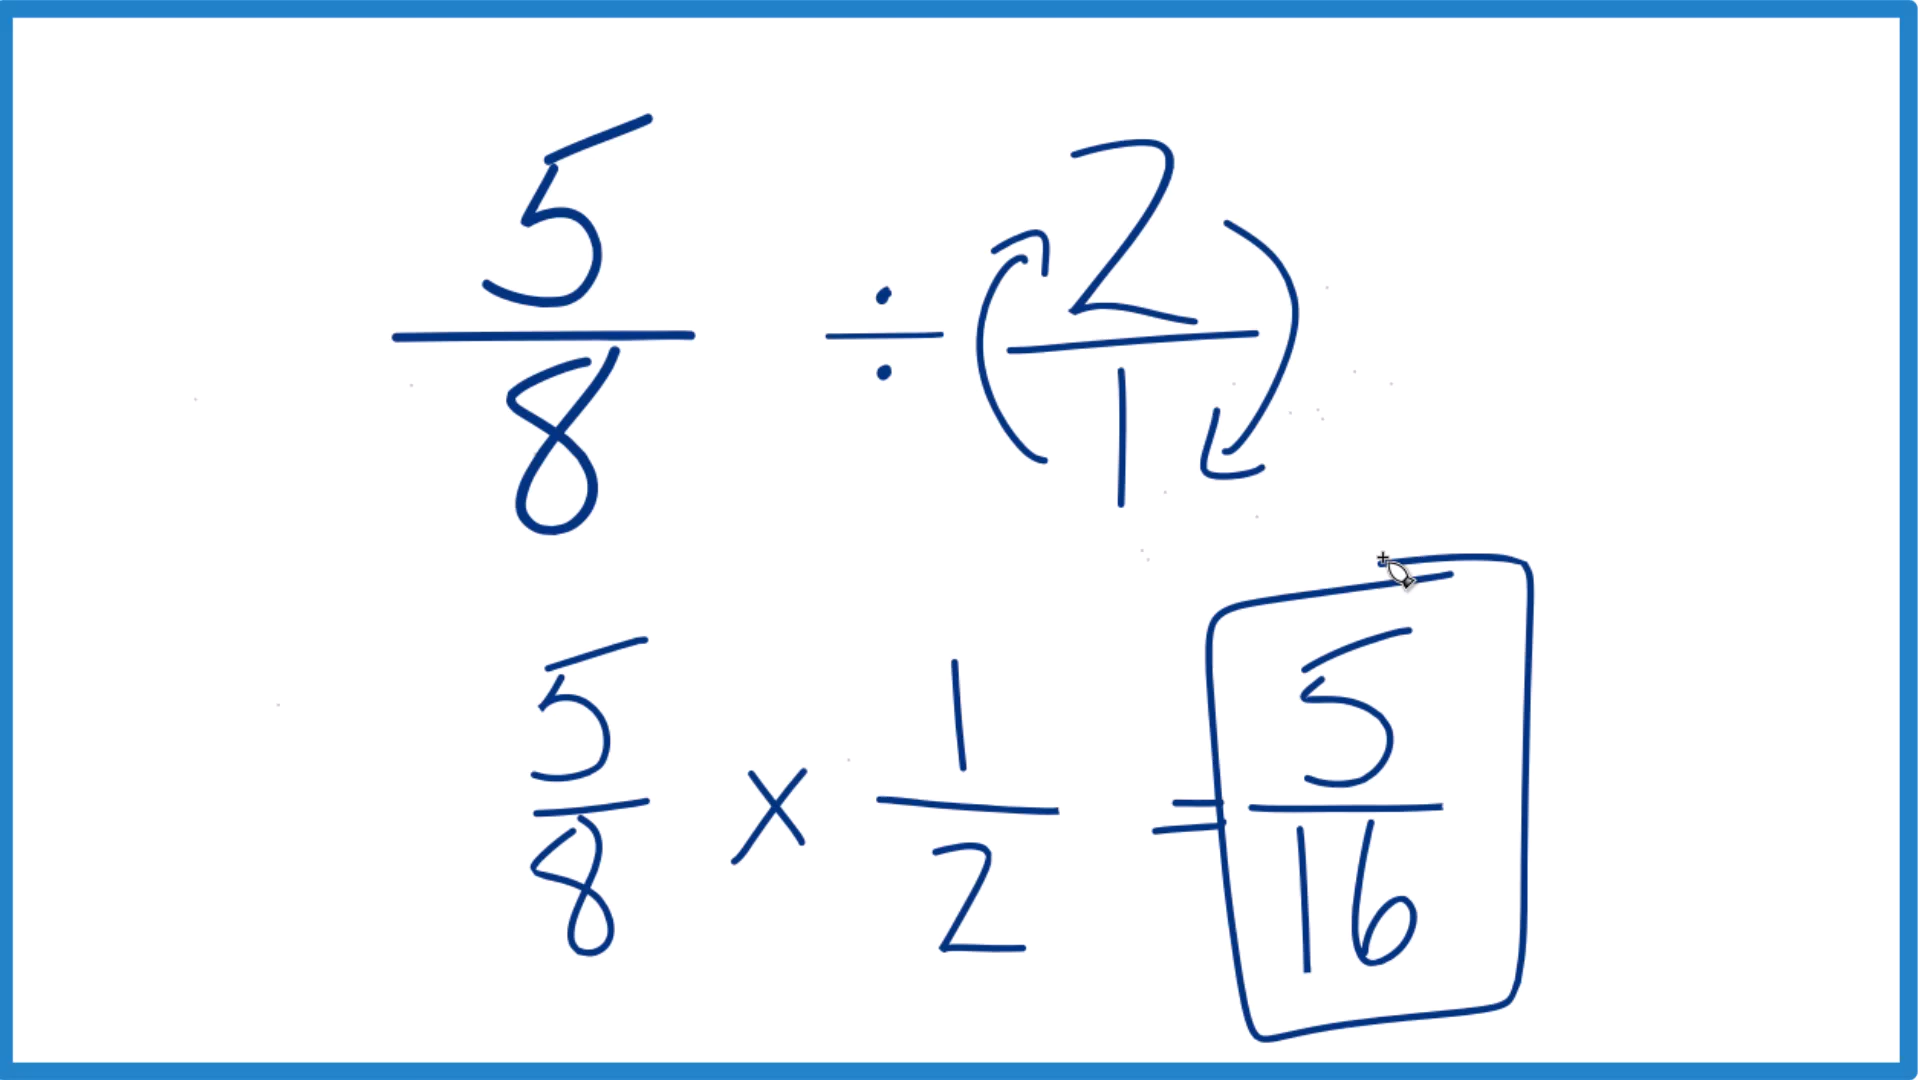 5/8 ÷ 2/1
5/8 × 1/2 = 5/16